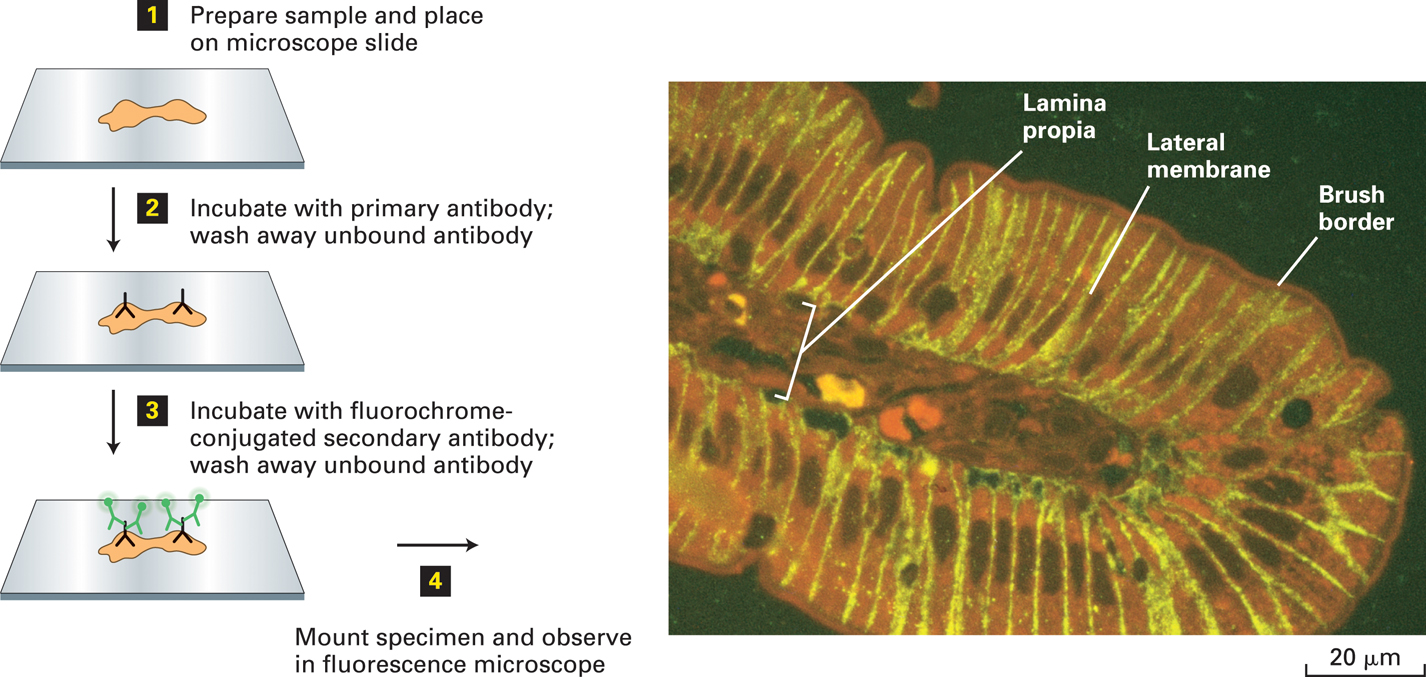 1 Prepare sample and place
on microscope slide
2 Incubate with primary antibody;
wash away unbound antibody
3 Incubate with fluorochrome-
conjugated secondary antibody;
wash away unbound antibody
4
Mount specimen and observe
in fluorescence microscope
Lamina
propia
Lateral
membrane
Brush
border
20 μm